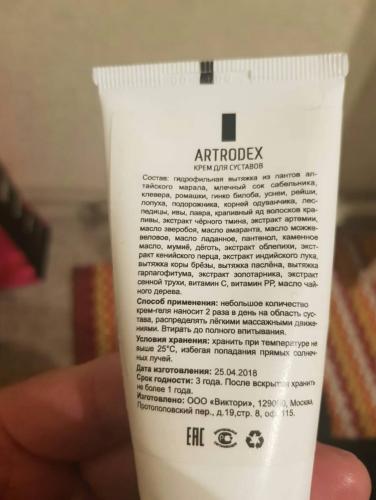 ARTRODEX
КРЕМ ДЛЯ СУСТАВОВ
Состав: гидрофильная вытяжка из пантов ал-
тайского марала, млечный сок сабельника,
клевера, ромашки, гинко билоба, уснеи, рейши,
лопуха, подорожника, корней одуванчика, лес-
педицы, ивы, лавра, крапивный яд волосков кра-
пивы, экстракт чёрного тмина, экстракт артемии,
масло зверобоя, масло амаранта, масло можже-
веловое, масло ладанное, пантенол, каменное
масло, мумиё, дёготь, экстракт облепихи, экст-
ракт кенийского перца, экстракт индийского лука,
вытяжка коры брёзы, вытяжка паслёна, вытяжка
гарпагофитума, экстракт золотарника, экстракт
сенной трухи, витамин С, витамин РР, масло чай-
ного дерева.
Способ применения: небольшое количество
крем-геля наносит 2 раза в день на область су-
става, распределять лёгкими массажными движе-
ниями. Втирать до полного впитывания.
Условия хранения: хранить при температуре не
выше 25°С, избегая попадания прямых солнеч-
ных лучей.
Дата изготовления: 25.04.2018
Срок годности: 3 года. После вскрытия хранить
не более 1 года.
Изготовлено: ООО «Виктори», 129090, Москва,
Протопоповский пер., д.19,стр. 8, оф. 115.
ЕАС